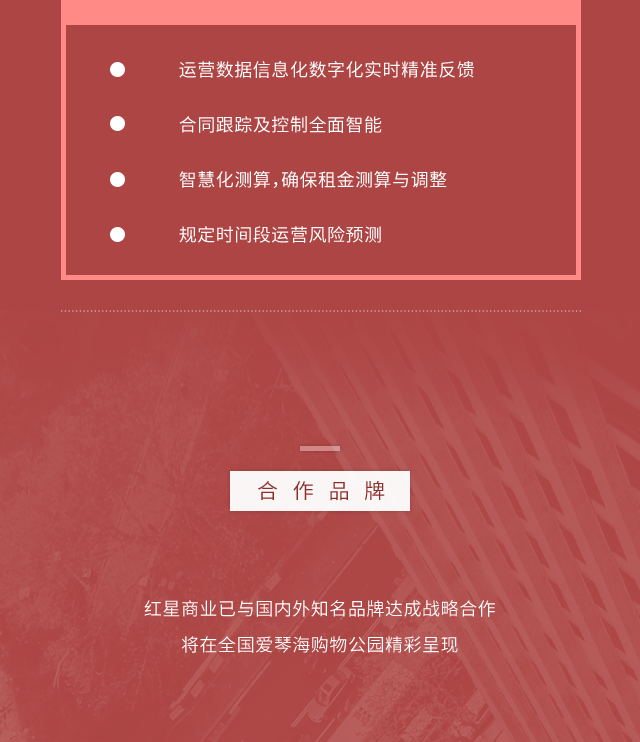 运营数据信息化数字化实时精准反馈
合同跟踪及控制全面智能
智慧化测算，确保租金测算与调整
规定时间段运营风险预测
合作品牌
红星商业已与国内外知名品牌达成战略合作
将在全国爱琴海购物公园精彩呈现